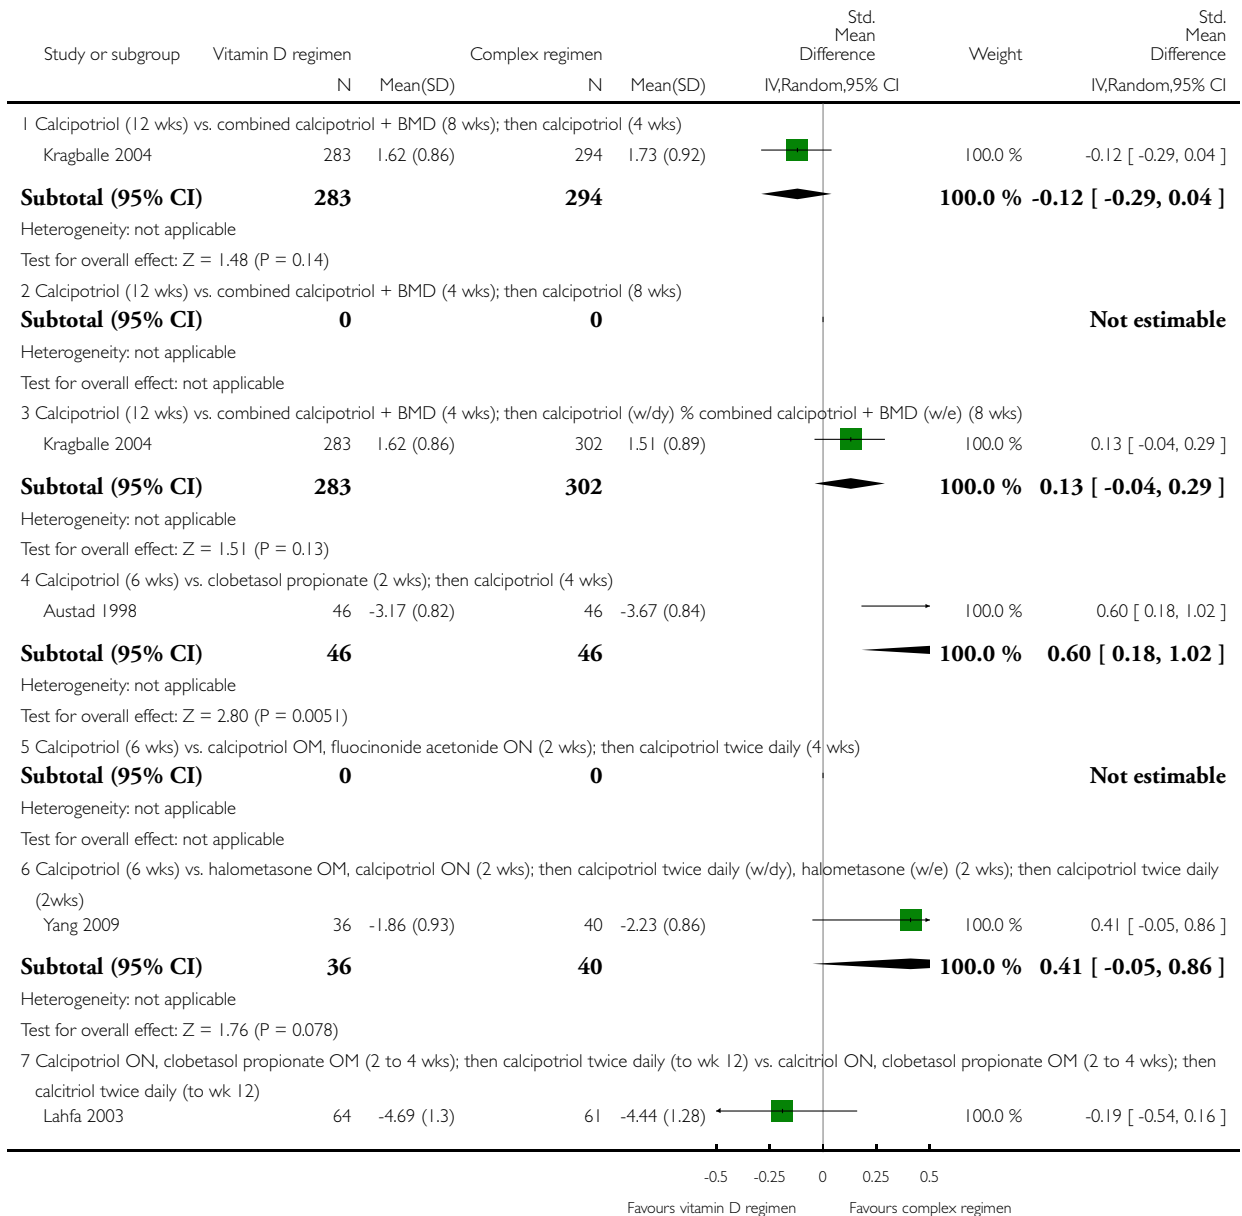 Std. Std.
Mean Mean
Study or subgroup Vitamin D regimen Complex regimen Difference Weight Difference
N Mean(SD) N Mean(SD) IV,Random,95% CI IV,Random,95% CI
1 Calcipotriol (12 wks) vs. combined calcipotriol + BMD (8 wks); then calcipotriol (4 wks)
Kragballe 2004 283 1.62 (0.86) 294 1.73 (0.92) 100.0 % -0.12 [ -0.29, 0.04 ]
Subtotal (95% CI) 283 294 100.0 % -0.12 [ -0.29, 0.04 ]
Heterogeneity: not applicable
Test for overall effect: Z = 1.48 (P = 0.14)
2 Calcipotriol (12 wks) vs. combined calcipotriol + BMD (4 wks); then calcipotriol (8 wks)
Subtotal (95% CI) 0 0 Not estimable
Heterogeneity: not applicable
Test for overall effect: not applicable
3 Calcipotriol (12 wks) vs. combined calcipotriol + BMD (4 wks); then calcipotriol (w/dy) % combined calcipotriol + BMD (w/e) (8 wks)
Kragballe 2004 283 1.62 (0.86) 302 1.51 (0.89) 100.0 % 0.13 [ -0.04, 0.29 ]
Subtotal (95% CI) 283 302 100.0 % 0.13 [ -0.04, 0.29 ]
Heterogeneity: not applicable
Test for overall effect: Z = 1.51 (P = 0.13)
4 Calcipotriol (6 wks) vs. clobetasol propionate (2 wks); then calcipotriol (4 wks)
Austad 1998 46 -3.17 (0.82) 46 -3.67 (0.84) 100.0 % 0.60 [ 0.18, 1.02 ]
Subtotal (95% CI) 46 46 100.0 % 0.60 [ 0.18, 1.02 ]
Heterogeneity: not applicable
Test for overall effect: Z = 2.80 (P = 0.0051)
5 Calcipotriol (6 wks) vs. calcipotriol OM, fluocinonide acetonide ON (2 wks); then calcipotriol twice daily (4 wks)
Subtotal (95% CI) 0 0 Not estimable
Heterogeneity: not applicable
Test for overall effect: not applicable
6 Calcipotriol (6 wks) vs. halometasone OM, calcipotriol ON (2 wks); then calcipotriol twice daily (w/dy), halometasone (w/e) (2 wks); then calcipotriol twice daily
(2wks)
Yang 2009 36 -1.86 (0.93) 40 -2.23 (0.86) 100.0 % 0.41 [ -0.05, 0.86 ]
Subtotal (95% CI) 36 40 100.0 % 0.41 [ -0.05, 0.86 ]
Heterogeneity: not applicable
Test for overall effect: Z = 1.76 (P = 0.078)
7 Calcipotriol ON, clobetasol propionate OM (2 to 4 wks); then calcipotriol twice daily (to wk 12) vs. calcitriol ON, clobetasol propionate OM (2 to 4 wks); then
calcitriol twice daily (to wk 12)
Lahfa 2003 64 -4.69 (1.3) 61 -4.44 (1.28) 100.0 % -0.19 [ -0.54, 0.16 ]
-0.5 -0.25 0 0.25 0.5
Favours vitamin D regimen Favours complex regimen